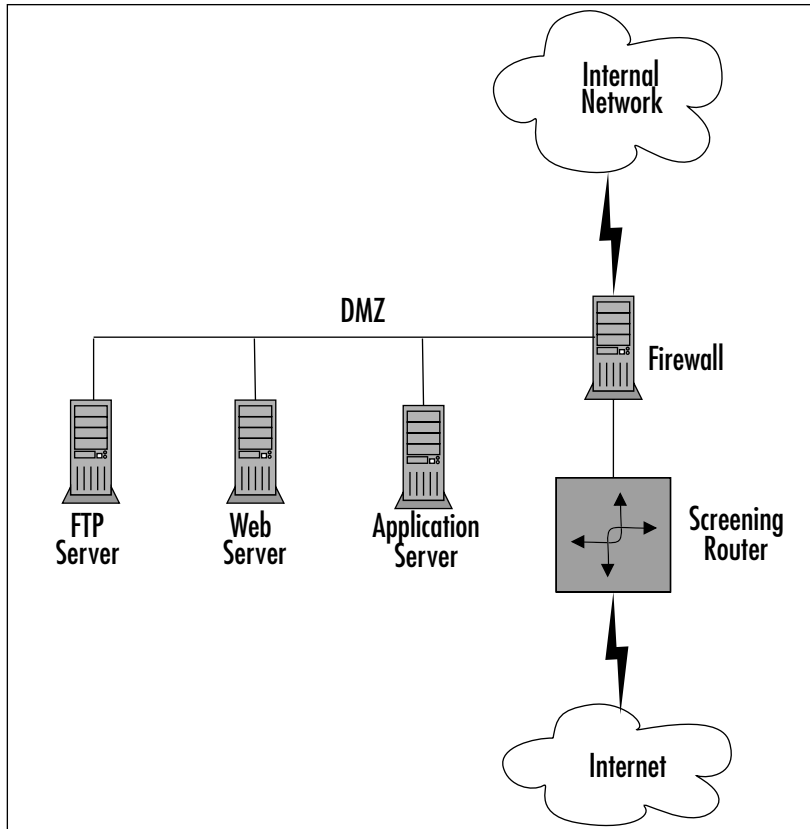 Internal
Network
DMZ
Firewall
FTP
Server
Web
Server
Application
Server
Screening
Router
Internet